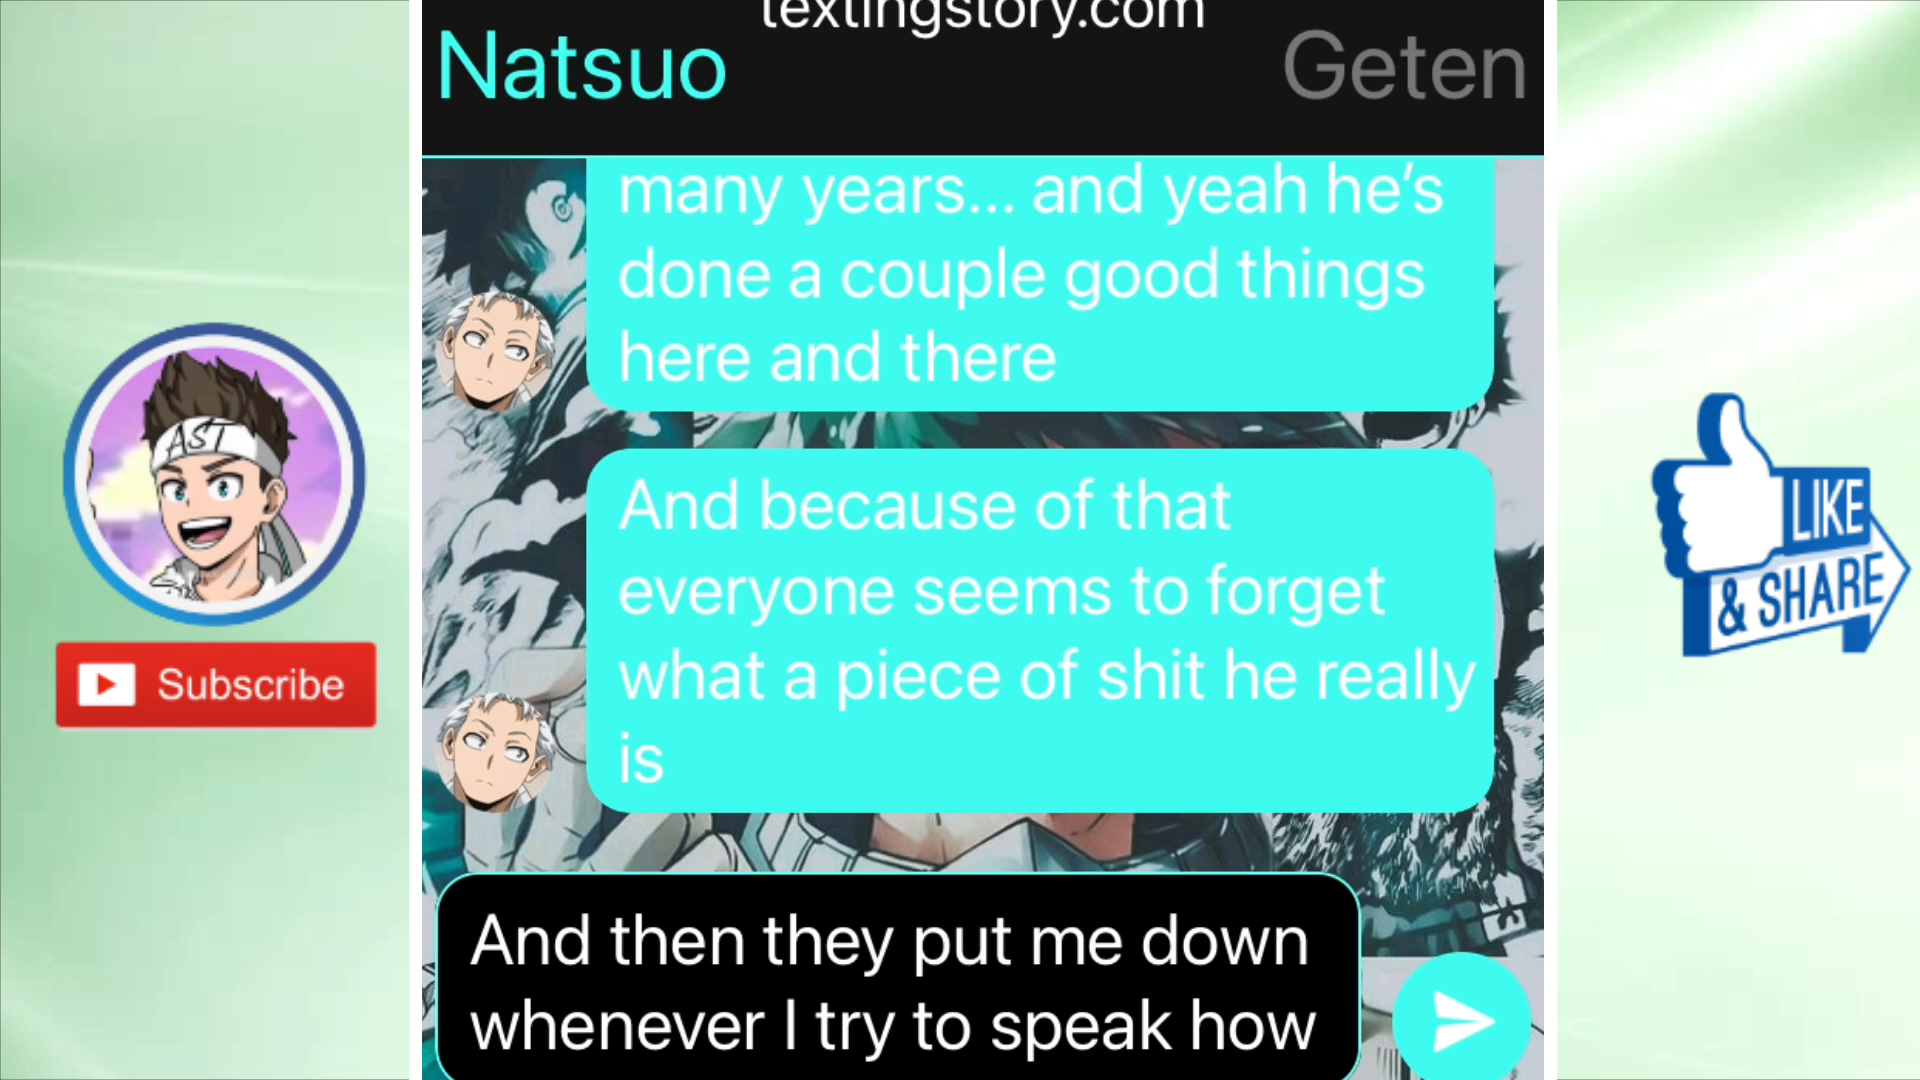 textingstory.com
Natsuo
Geten
many years... and yeah he's
done a couple good things
here and there
And because of that
everyone seems to forget
what a piece of shit he really
is
And then they put me down
whenever I try to speak how
AST
Subscribe
LIKE
& SHARE